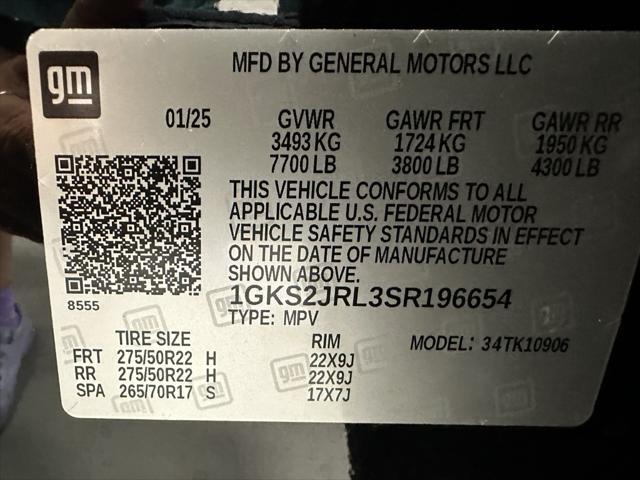 gm
MFD BY GENERAL MOTORS LLC
01/25 GVWR GAWR FRT GAWR RR
3493 KG 1724 KG 1950 KG
7700 LB 3800 LB 4300 LB
THIS VEHICLE CONFORMS TO ALL
APPLICABLE U.S. FEDERAL MOTOR
VEHICLE SAFETY STANDARDS IN EFFECT
ON THE DATE OF MANUFACTURE
SHOWN ABOVE.
8555
1GKS2JRL3SR196654
TYPE: MPV
TIRE SIZE RIM MODEL: 34TK10906
FRT 275/50R22 H 22X9J
RR 275/50R22 H 22X9J
SPA 265/70R17 S 17X7J